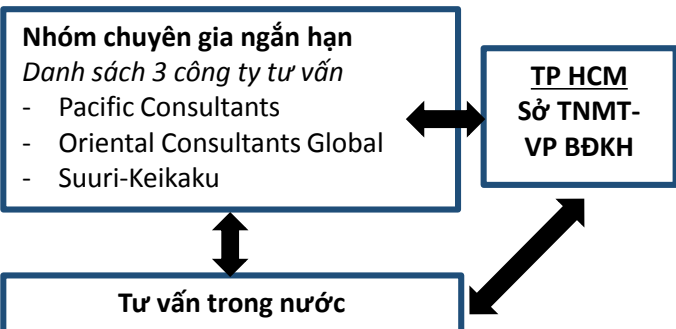 Nhóm chuyên gia ngắn hạn
Danh sách 3 công ty tư vấn
- Pacific Consultants
- Oriental Consultants Global
- Suuri-Keikaku
TP HCM
Sở TNMT-
VP BĐKH
Tư vấn trong nước